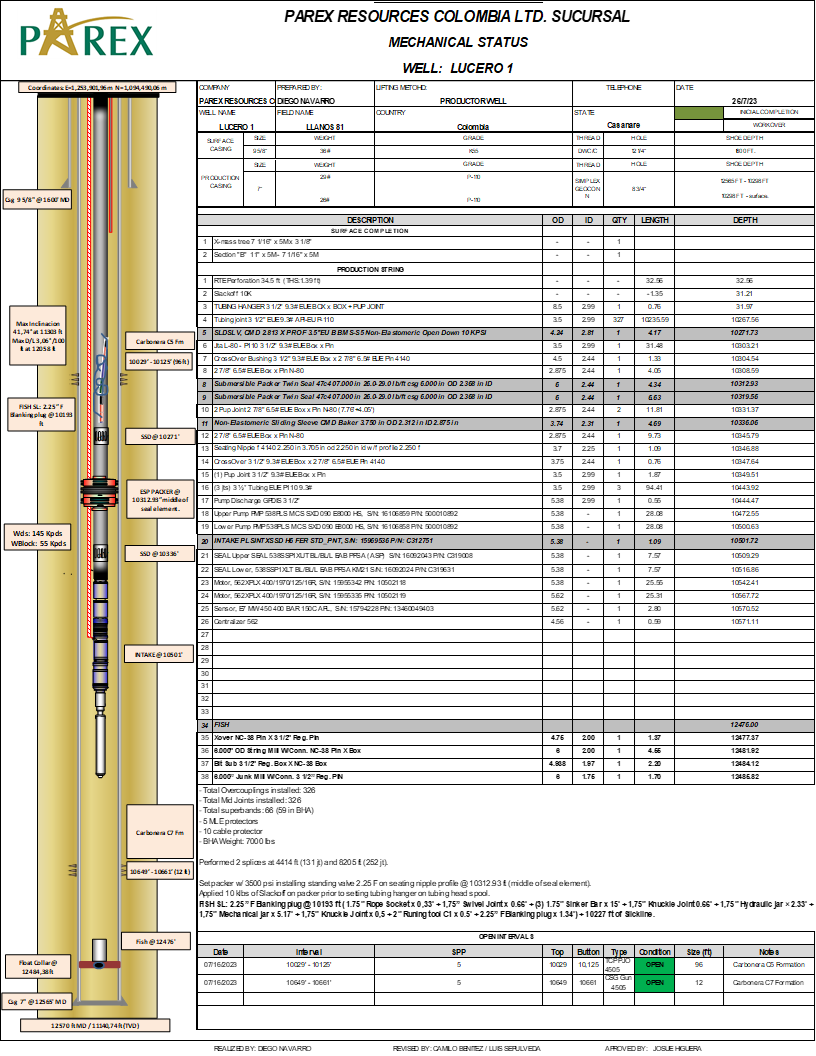 PAREX
PAREX RESOURCES COLOMBIA LTD. SUCURSAL
MECHANICAL STATUS
WELL: LUCERO 1
Coordinates: E=1,253,901,96 m N=1,094,490,06 m
Csg 9 5/8" @ 1600' MD
Max Inclinacion
41,74° at 11303 ft
Max D/L 3,06°/100
ft at 12058 ft
Carbonera C5 Fm
10029' - 10125' (96 ft)
FISH SL: 2.25" F
Blanking plug @ 10193
ft
SSD @ 10271'
ESP PACKER @
10312.93" middle of
seal element.
Wds: 145 Kpds
WBlock: 55 Kpds
SSD @ 10336'
INTAKE @ 10501'
Carbonera C7 Fm
10649' - 10661' (12 ft)
Fish @ 12476'
Float Collar @
12484,38 ft
Csg 7" @ 12565' MD
12570 ft MD / 11140,74 ft (TVD)
COMPANY PREPARED BY: LIFTING METOHD: TELEPHONE DATE
PAREX RESOURCES C DIEGO NAVARRO PRODUCTOR WELL 26/7/23
WELL NAME FIELD NAME COUNTRY STATE INICIAL COMPLETION
LUCERO 1 LLANOS 81 Colombia Casanare WORKOVER
SURFACE CASING SIZE WEIGHT GRADE THREAD HOLE SHOE DEPTH
9 5/8" 36# K55 DWC/C 12 1/4" 1600 FT.
PRODUCTION CASING SIZE WEIGHT GRADE THREAD HOLE SHOE DEPTH
7" 29# P-110 SIMPLEX GEOCON N 8 3/4" 12565 FT - 10298 FT
26# P-110 10298 FT - surface.
DESCRIPTION OD ID QTY LENGTH DEPTH
SURFACE COMPLETION
1 X-mass tree 7 1/16" x 5M x 3 1/8" - - 1
2 Section "B" 11" x 5M - 7 1/16" x 5M - - 1
PRODUCTION STRING
1 RTE Perforation 34.5 ft (THS:1.39 ft) - - - 32.56 32.56
2 Slackoff 10K - - - -1.35 31.21
3 TUBING HANGER 3 1/2" 9.3# EUE BOX x BOX + PUP JOINT 8.5 2.99 1 0.76 31.97
4 Tubing joint 3 1/2" EUE 9.3# API-EU P-110 3.5 2.99 327 10235.59 10267.56
5 SLDSLV, CMD 2.813 X PROF 3.5" EU B BM S-S5 Non-Elastomeric Open Down 10 KPSI 4.24 2.81 1 4.17 10271.73
6 Jta L-80 - P110 3 1/2" 9.3# EUE Box x Pin 3.5 2.99 1 31.48 10303.21
7 CrossOver Bushing 3 1/2" 9.3# EUE Box x 2 7/8" 6.5# EUE Pin 4140 4.5 2.44 1 1.33 10304.54
8 2 7/8" 6.5# EUE Box x Pin N-80 2.875 2.44 1 4.05 10308.59
8 Submersible Packer Twin Seal 47c4 07.000 in 26.0-29.0 lb/ft csg 6.000 in OD 2.368 in ID 6 2.44 1 4.34 10312.93
9 Submersible Packer Twin Seal 47c4 07.000 in 26.0-29.0 lb/ft csg 6.000 in OD 2.368 in ID 6 2.44 1 6.63 10319.56
10 2 Pup Joint 2 7/8" 6.5# EUE Box x Pin N-80 (7.76'+4.05') 2.875 2.44 2 11.81 10331.37
11 Non-Elastomeric Sliding Sleeve CMD Baker 3.750 in OD 2.312 in ID 2.875 in 3.74 2.31 1 4.69 10336.06
12 2 7/8" 6.5# EUE Box x Pin N-80 2.875 2.44 1 9.73 10345.79
13 Seating Nipple f 4140 2.250 in 3.705 in od 2.250 in id w/f profile 2.250 f 3.7 2.25 1 1.09 10346.88
14 CrossOver 3 1/2" 9.3# EUE Box x 2 7/8" 6.5# EUE Pin 4140 3.75 2.44 1 0.76 10347.64
15 (1) Pup Joint 3 1/2" 9.3# EUE Box x Pin 3.5 2.99 1 1.87 10349.51
16 (3 jts) 3 ½" Tubing EUE P110 9.3# 3.5 2.99 3 94.41 10443.92
17 Pump Discharge GPDIS 3 1/2" 5.38 2.99 1 0.55 10444.47
18 Upper Pump PMP 538PLS MCS SXD 090 E8000 HS, S/N: 16106859 P/N: 500010892 5.38 - 1 28.08 10472.55
19 Lower Pump PMP 538PLS MCS SXD 090 E8000 HS, S/N: 16106858 P/N: 500010892 5.38 - 1 28.08 10500.63
20 INTAKE PLSINTXSSD H6 FER STD_PNT, S/N: 15969536 P/N: C312751 5.38 - 1 1.09 10501.72
21 SEAL Upper SEAL 538SSP1XUT BL/BL/L EAB PFSA (ASP) S/N: 16092043 P/N: C319008 5.38 - 1 7.57 10509.29
22 SEAL Lower, 538SSP1XLT BL/BL/L EAB PFSA KM21 S/N: 16092024 P/N: C319631 5.38 - 1 7.57 10516.86
23 Motor, 562XPLX 400/1970/125/16R, S/N: 15955342 P/N: 10502118 5.38 - 1 25.55 10542.41
24 Motor, 562XPLX 400/1970/125/16R, S/N: 15955335 P/N: 10502119 5.62 - 1 25.31 10567.72
25 Sensor, E7 MW450 400 BAR 150C APL, S/N: 15794228 P/N: 13460049403 5.62 - 1 2.80 10570.52
26 Centralizer 562 4.56 - 1 0.59 10571.11
27
28
29
30
31
32
33
34 FISH 12476.00
35 Xover NC-38 Pin X 3 1/2" Reg. Pin 4.75 2.00 1 1.37 12477.37
36 6.000" OD String Mill W/Conn. NC-38 Pin X Box 6 2.00 1 4.55 12481.92
37 Bit Sub 3 1/2" Reg. Box X NC-38 Box 4.938 1.97 1 2.20 12484.12
38 6.000" Junk Mill W/Conn. 3 1/2" Reg. PIN 6 1.75 1 1.70 12485.82
- Total Overcouplings installed: 326
- Total Mid Joints installed: 326
- Total superbands: 66 (59 in BHA)
- 5 MLE protectors
- 10 cable protector
- BHA Weight: 7000 lbs
Performed 2 splices at 4414 ft (131 jt) and 8205 ft (252 jt).
Set packer w/ 3500 psi installing standing valve 2.25 F on seating nipple profile @ 10312.93 ft (middle of seal element).
Applied 10 Klbs of Slackoff on packer prior to setting tubing hanger on tubing head spool.
FISH SL: 2.25" F Blanking plug @ 10193 ft ( 1.75" Rope Socket x 0,33' + 1,75" Swivel Joint x 0.66' + (3) 1.75" Sinker Bar x 15' + 1,75" Knuckle Joint 0.66' + 1,75" Hydraulic jar × 2.33' +
1,75" Mechanical jar x 5.17' + 1,75" Knuckle Joint x 0,5 + 2" Runing tool C1 x 0.5' + 2.25" F Blanking plug x 1.34') + 10227 ft of Slickline.
OPEN INTERVALS
Date Interval SPP Top Button Type Condition Size (ft) Notes
07/16/2023 10029' - 10125' 5 10029 10,125 TCP PJO 4505 OPEN 96 Carbonera C5 Formation
07/16/2023 10649' - 10661' 5 10649 10661 CSG Gun 4505 OPEN 12 Carbonera C7 Formation
REALIZED BY: DIEGO NAVARRO REVISED BY: CAMILO BENITEZ / LUIS SEPULVEDA APROVED BY: JOSUE HIGUERA